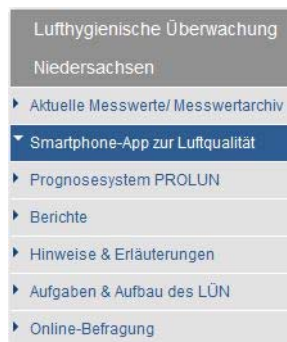 Lufthygienische Überwachung
Niedersachsen
Aktuelle Messwerte/ Messwertarchiv
Smartphone-App zur Luftqualität
Prognosesystem PROLUN
Berichte
Hinweise & Erläuterungen
Aufgaben & Aufbau des LÜN
Online-Befragung